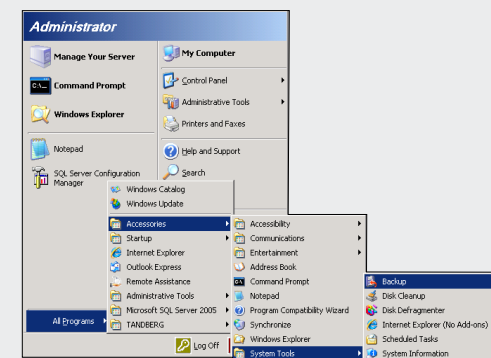 Administrator
Manage Your Server
Command Prompt
Windows Explorer
Notepad
SQL Server Configuration
Manager
My Computer
Control Panel
Administrative Tools
Printers and Faxes
Help and Support
Search
Windows Catalog
Windows Update
Accessories
Startup
Internet Explorer
Outlook Express
Remote Assistance
Administrative Tools
Microsoft SQL Server 2005
TANDBERG
All Programs
Log Off
Accessibility
Communications
Entertainment
Address Book
Command Prompt
Notepad
Program Compatibility Wizard
Synchronize
Windows Explorer
System Tools
Backup
Disk Cleanup
Disk Defragmenter
Internet Explorer (No Add-ons)
Scheduled Tasks
System Information